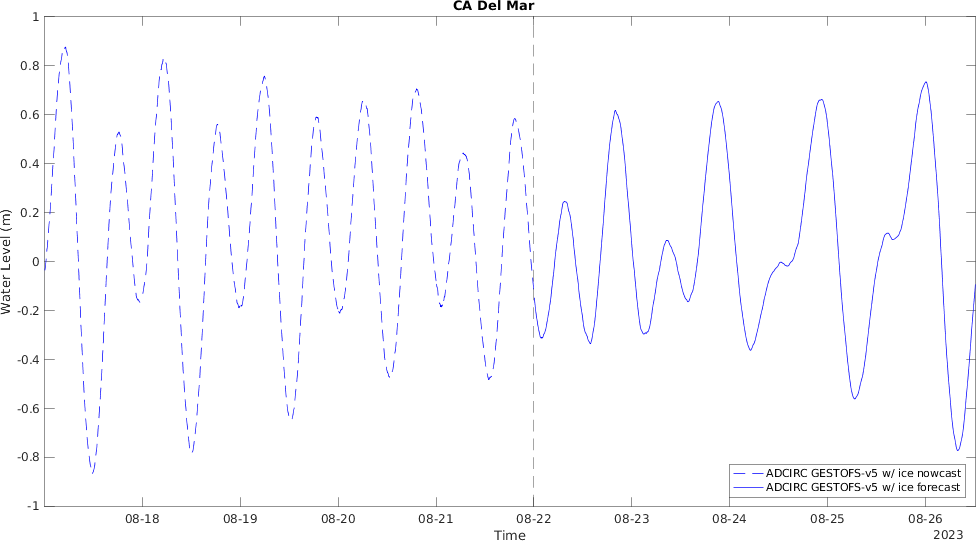 CA Del Mar
1
0.8
0.6
0.4
0.2
0
-0.2
-0.4
-0.6
-0.8
-1
Water Level (m)
ADCIRC GESTOFS-v5 w/ ice nowcast
ADCIRC GESTOFS-v5 w/ ice forecast
08-18 08-19 08-20 08-21 08-22 08-23 08-24 08-25 08-26
Time
2023